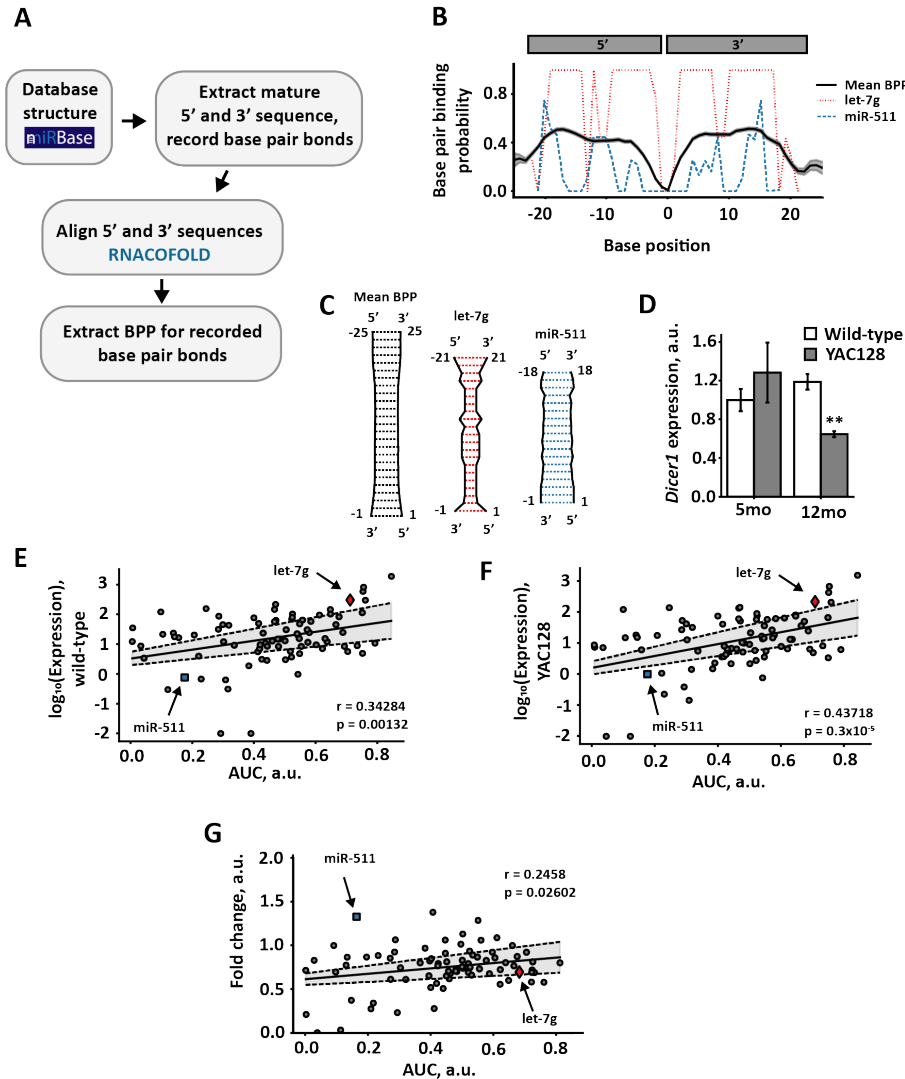 A
Database
structure
miRBase
Extract mature
5’ and 3’ sequence,
record base pair bonds
Align 5’ and 3’ sequences
RNACOFOLD
Extract BPP for recorded
base pair bonds
B
5’ 3’
Base pair binding
probability
0.8
0.4
0.0
-20 -10 0 10 20
Base position
Mean BPP
let-7g
miR-511
C
Mean BPP
5’ 3’
-25 25
-1 1
3’ 5’
let-7g
5’ 3’
-21 21
-1 1
3’ 5’
miR-511
5’ 3’
-18 18
-1 1
3’ 5’
D
Dicer1 expression, a.u.
1.6
1.2
0.8
0.4
0.0
Wild-type
YAC128
**
5mo 12mo
E
log₁₀(Expression),
wild-type
3
2
1
0
-1
-2
let-7g
miR-511
r = 0.34284
p = 0.00132
0.0 0.2 0.4 0.6 0.8
AUC, a.u.
F
log₁₀(Expression),
YAC128
3
2
1
0
-1
-2
let-7g
miR-511
r = 0.43718
p = 0.3x10⁻⁵
0.0 0.2 0.4 0.6 0.8
AUC, a.u.
G
Fold change, a.u.
2.0
1.5
1.0
0.5
0.0
miR-511
r = 0.2458
p = 0.02602
let-7g
0.0 0.2 0.4 0.6 0.8
AUC, a.u.